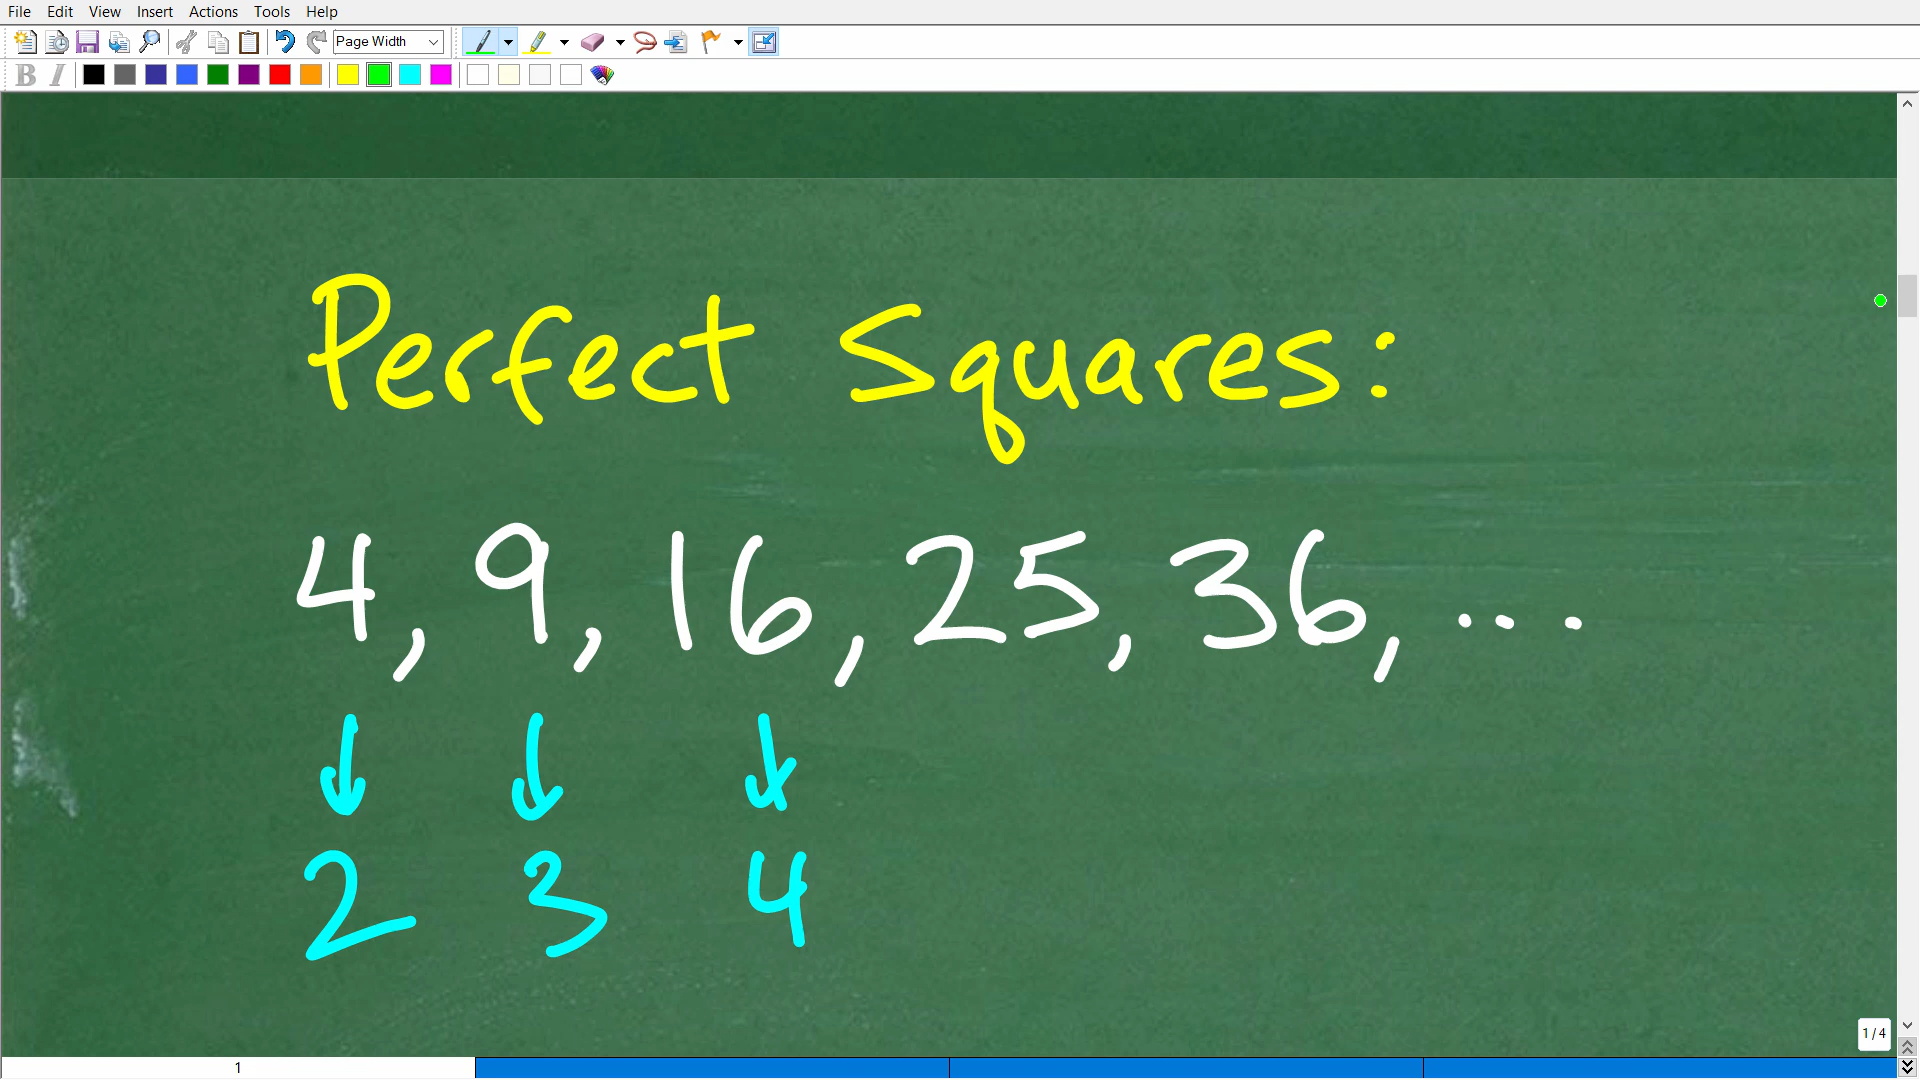 File Edit View Insert Actions Tools Help
Page Width
B I
Perfect Squares:
4, 9, 16, 25, 36, ...
2 3 4
1 / 4
1